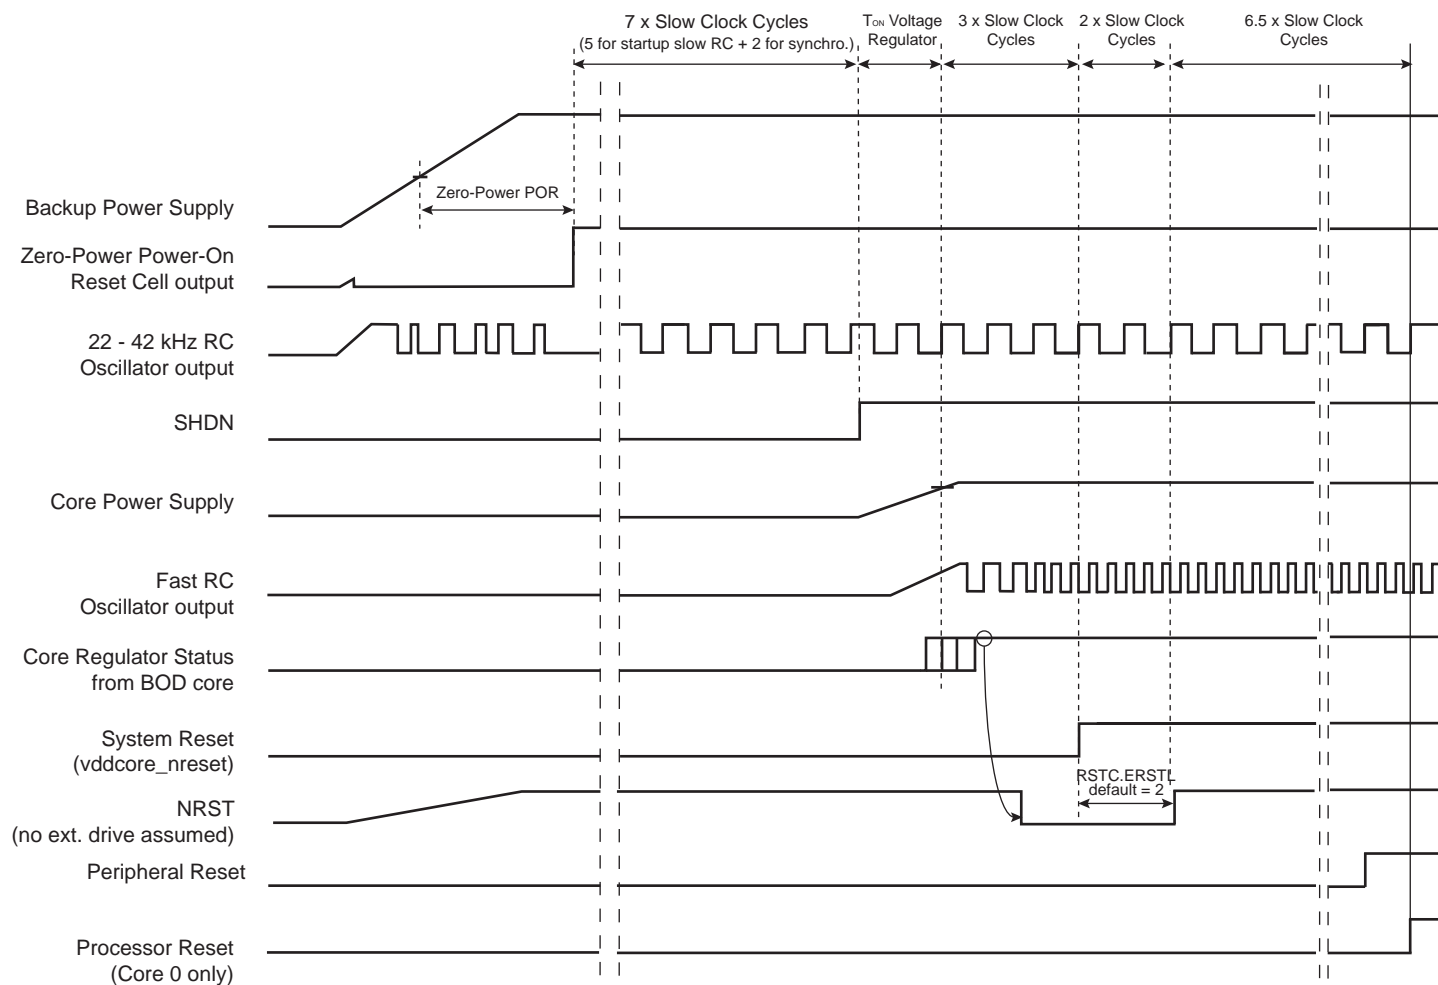 7 x Slow Clock Cycles
(5 for startup slow RC + 2 for synchro.)
TON Voltage
Regulator
3 x Slow Clock
Cycles
2 x Slow Clock
Cycles
6.5 x Slow Clock
Cycles
Zero-Power POR
Backup Power Supply
Zero-Power Power-On
Reset Cell output
22 - 42 kHz RC
Oscillator output
SHDN
Core Power Supply
Fast RC
Oscillator output
Core Regulator Status
from BOD core
System Reset
(vddcore_nreset)
RSTC.ERSTL
default = 2
NRST
(no ext. drive assumed)
Peripheral Reset
Processor Reset
(Core 0 only)